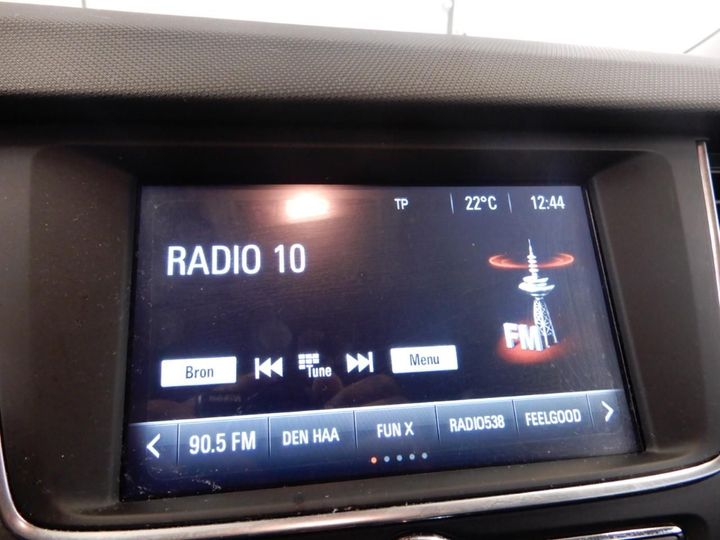 TP 22°C 12:44
RADIO 10
FM
Bron Tune Menu
90.5 FM DEN HAA FUN X RADIO538 FEELGOOD